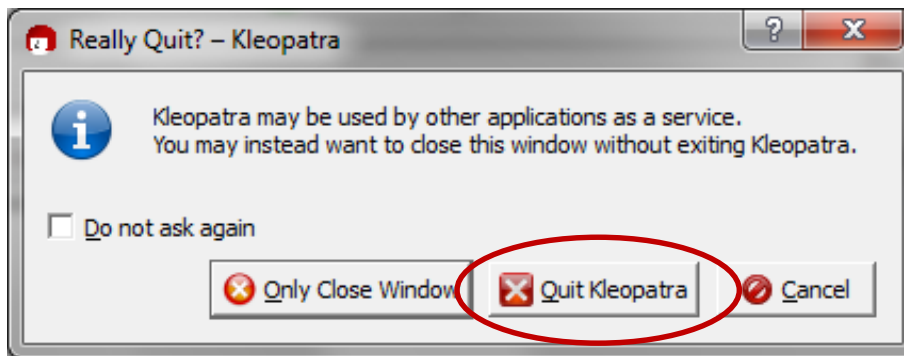 Really Quit? – Kleopatra
Kleopatra may be used by other applications as a service.
You may instead want to close this window without exiting Kleopatra.
Do not ask again
Only Close Window
Quit Kleopatra
Cancel